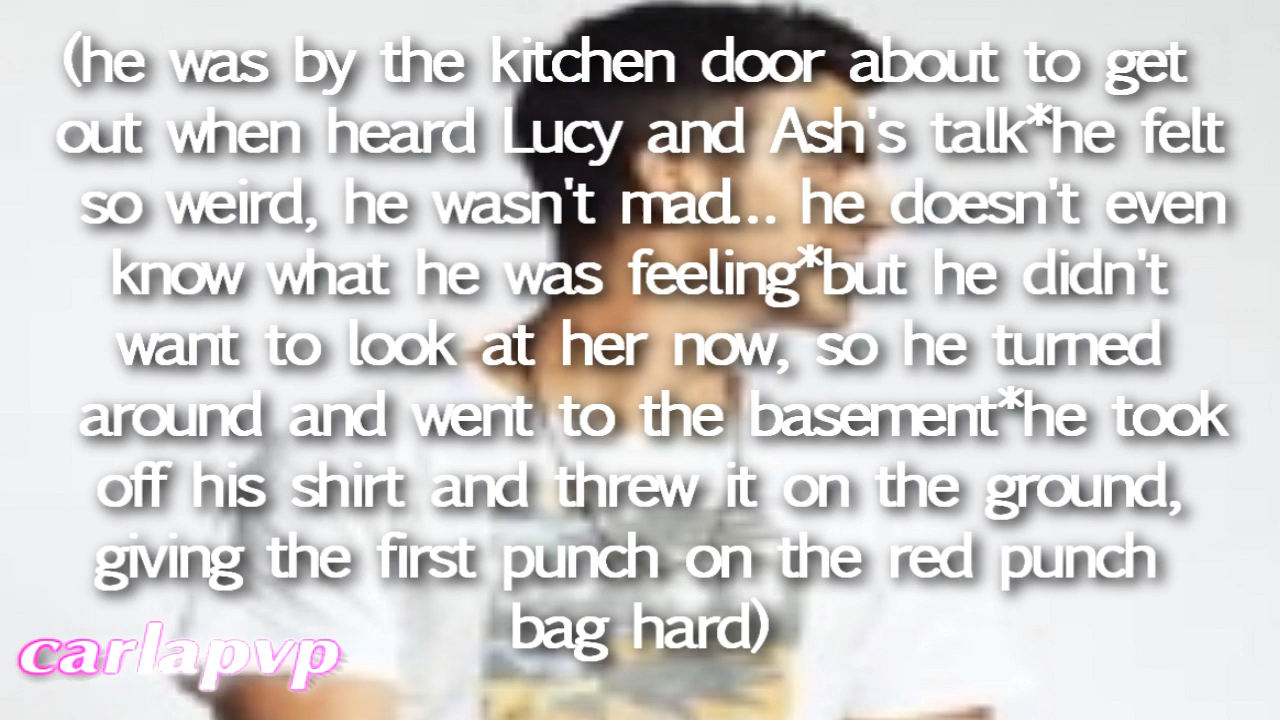 (he was by the kitchen door about to get
out when heard Lucy and Ash's talk*he felt
so weird, he wasn't mad... he doesn't even
know what he was feeling*but he didn't
want to look at her now, so he turned
around and went to the basement*he took
off his shirt and threw it on the ground,
giving the first punch on the red punch
bag hard)
carlapvp